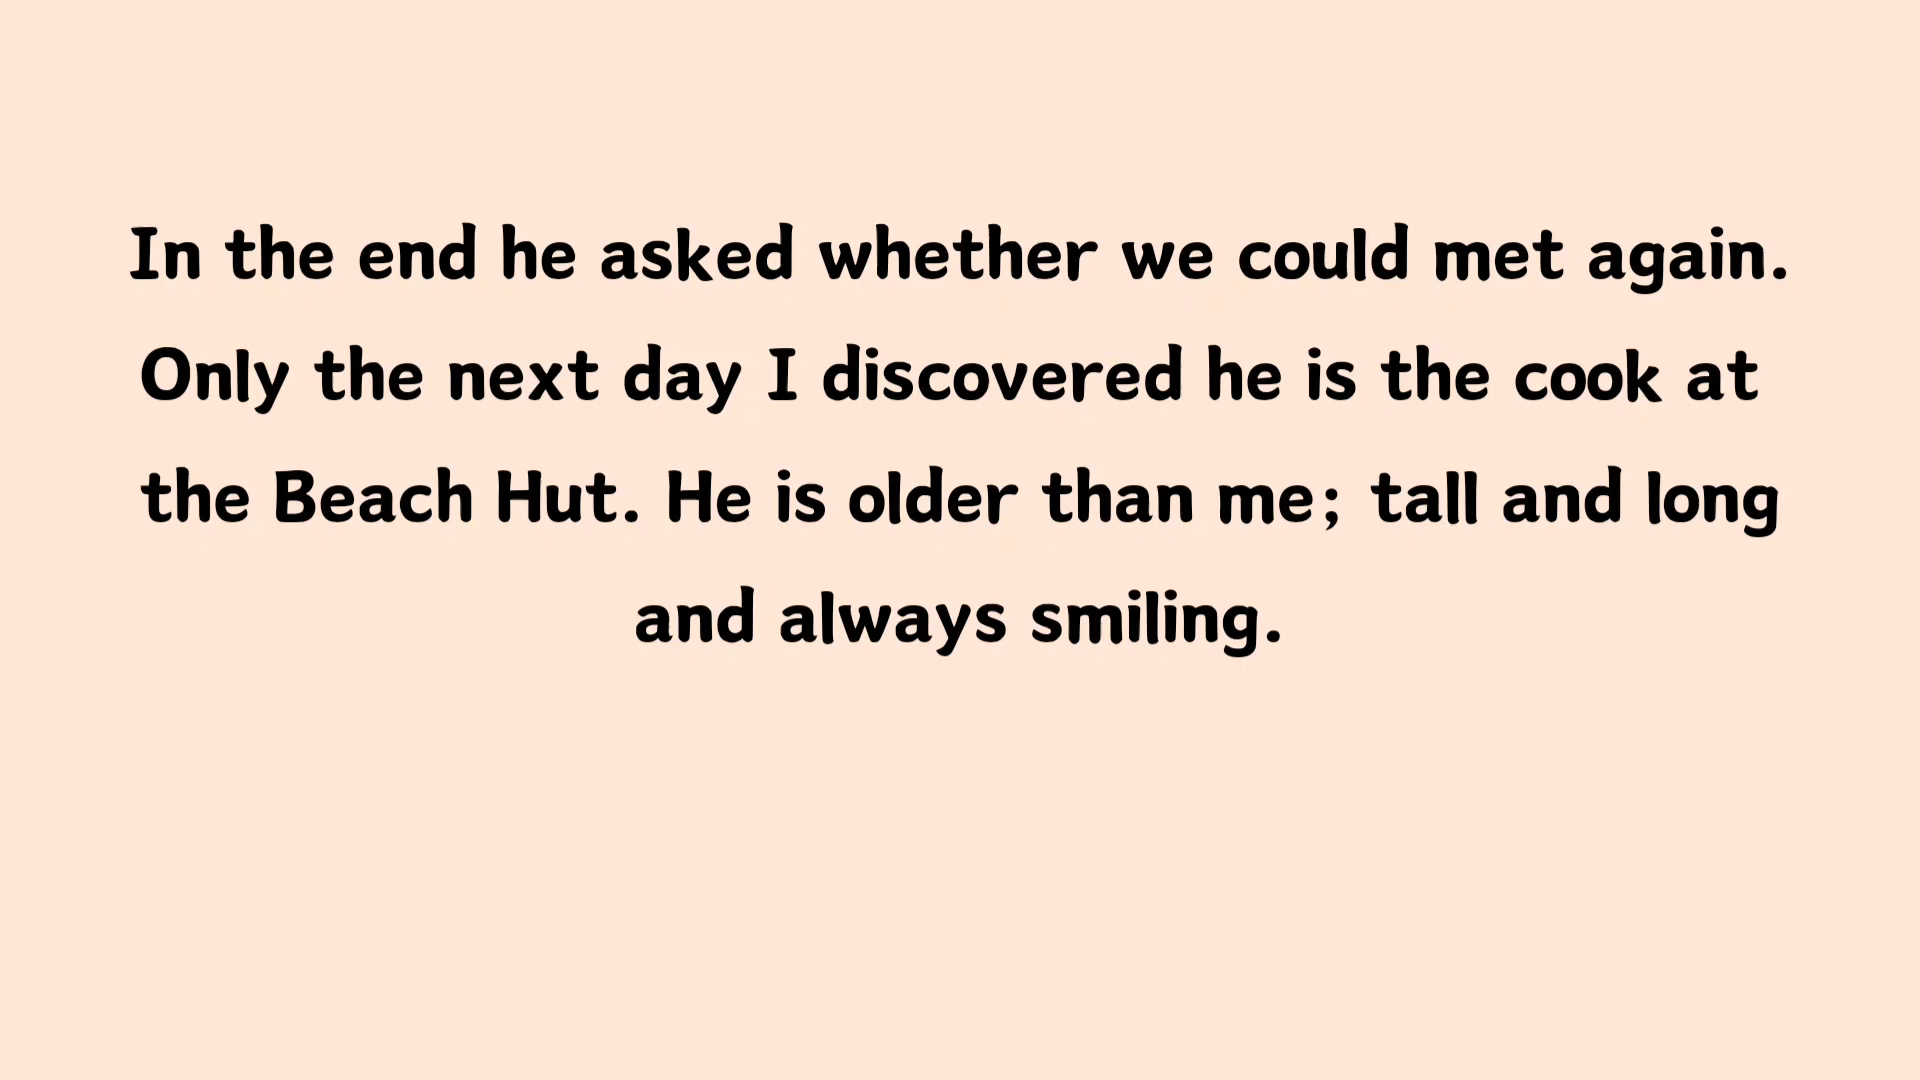 In the end he asked whether we could met again.
Only the next day I discovered he is the cook at
the Beach Hut. He is older than me; tall and long
and always smiling.